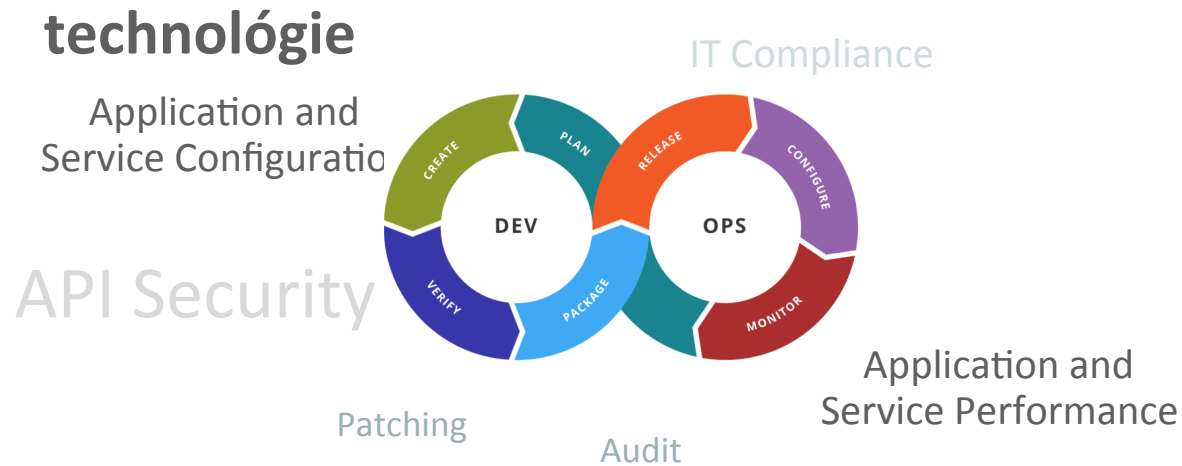 technológie
IT Compliance
Application and
Service Configuratio
CREATE
PLAN
RELEASE
CONFIGURE
DEV
OPS
API Security
VERIFY
PACKAGE
MONITOR
Application and
Service Performance
Patching
Audit